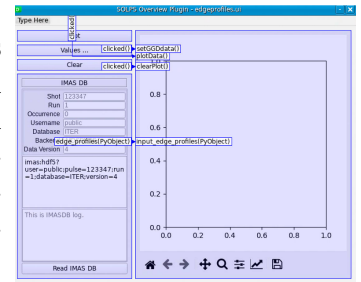 SOLPS Overview Plugin - edgeprofiles.ui
Type Here
clicked()
Values ...
clicked()
setGGDdata()
plotData()
Clear
clicked()
clearPlot()
IMAS DB
Shot 123347
Run 1
Occurrence 0
Username public
Database ITER
Backe
edge_profiles(PyObject)
input_edge_profiles(PyObject)
Data Version 4
imas:hdf5?
user=public;pulse=123347;run
=1;database=ITER;version=4
This is IMASDB log.
Read IMAS DB
0.8
0.6
0.4
0.2
0.0
0.0 0.2 0.4 0.6 0.8 1.0